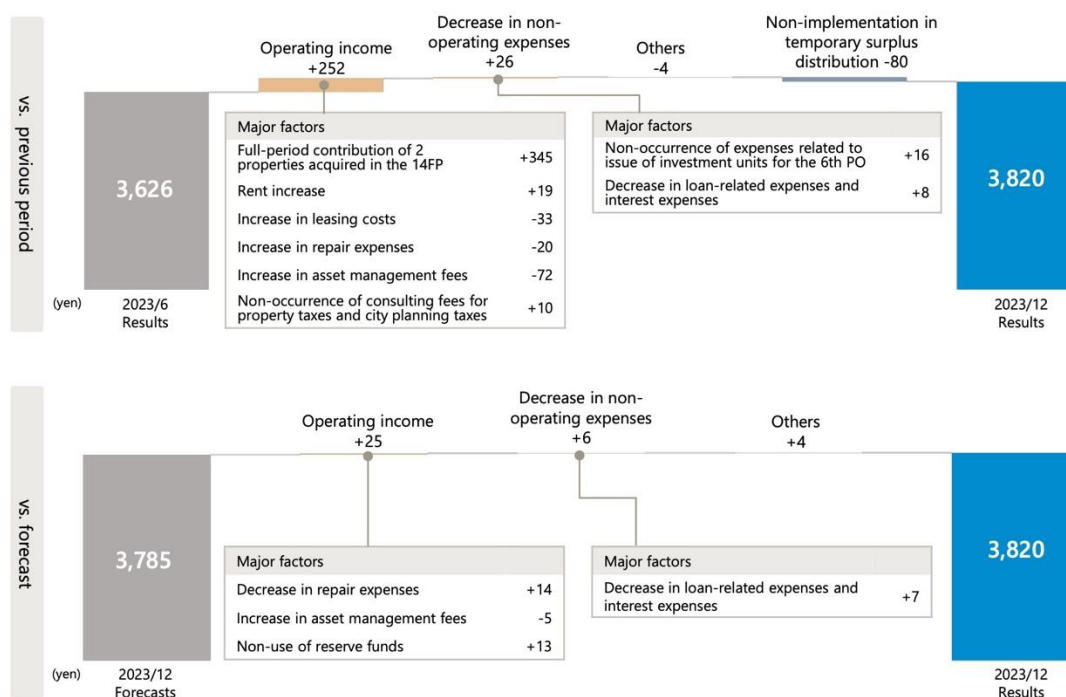 vs. previous period
Operating income
+252
Decrease in non-
operating expenses
+26
Others
-4
Non-implementation in
temporary surplus
distribution -80
3,626
Major factors
Full-period contribution of 2
properties acquired in the 14FP
+345
Rent increase
+19
Increase in leasing costs
-33
Increase in repair expenses
-20
Increase in asset management fees
-72
Non-occurrence of consulting fees for
property taxes and city planning taxes
+10
Major factors
Non-occurrence of expenses related to
issue of investment units for the 6th PO
+16
Decrease in loan-related expenses and
interest expenses
+8
3,820
(yen)
2023/6
Results
2023/12
Results
vs. forecast
Operating income
+25
Decrease in non-
operating expenses
+6
Others
+4
3,785
Major factors
Decrease in repair expenses
+14
Increase in asset management fees
-5
Non-use of reserve funds
+13
Major factors
Decrease in loan-related expenses and
interest expenses
+7
3,820
(yen)
2023/12
Forecasts
2023/12
Results